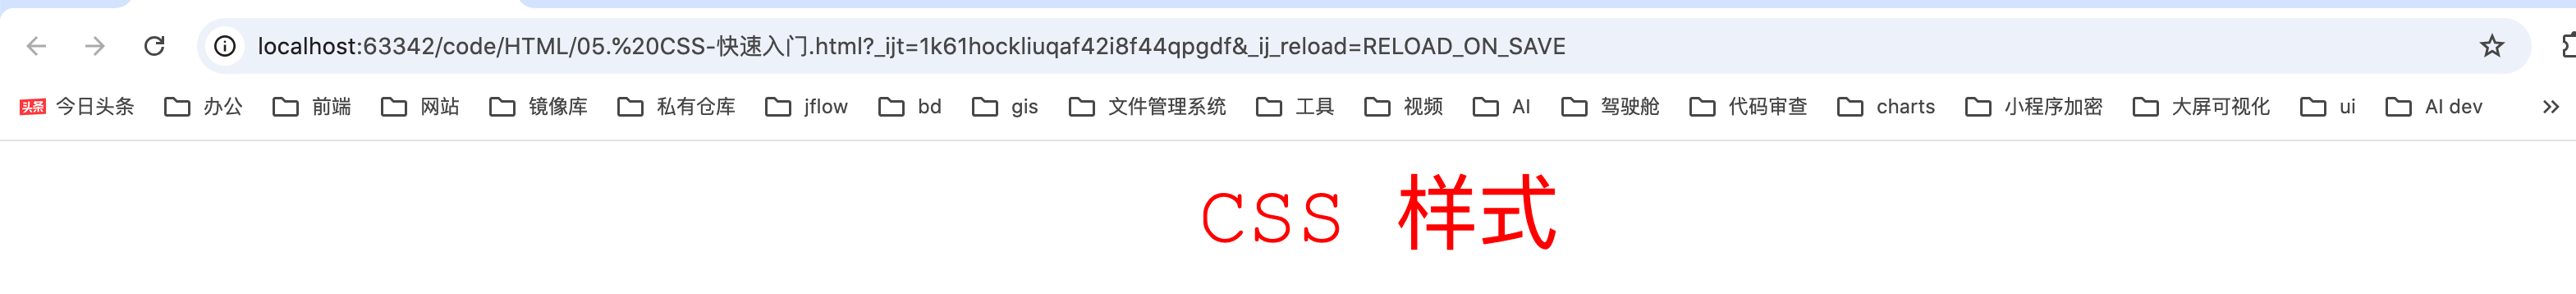 localhost:63342/code/HTML/05.%20CSS-快速入门.html?_ijt=1k61hockliuqaf42i8f44qpgdf&_ij_reload=RELOAD_ON_SAVE
头条 今日头条 办公 前端 网站 镜像库 私有仓库 jflow bd gis 文件管理系统 工具 视频 AI 驾驶舱 代码审查 charts 小程序加密 大屏可视化 ui AI dev
CSS 样式